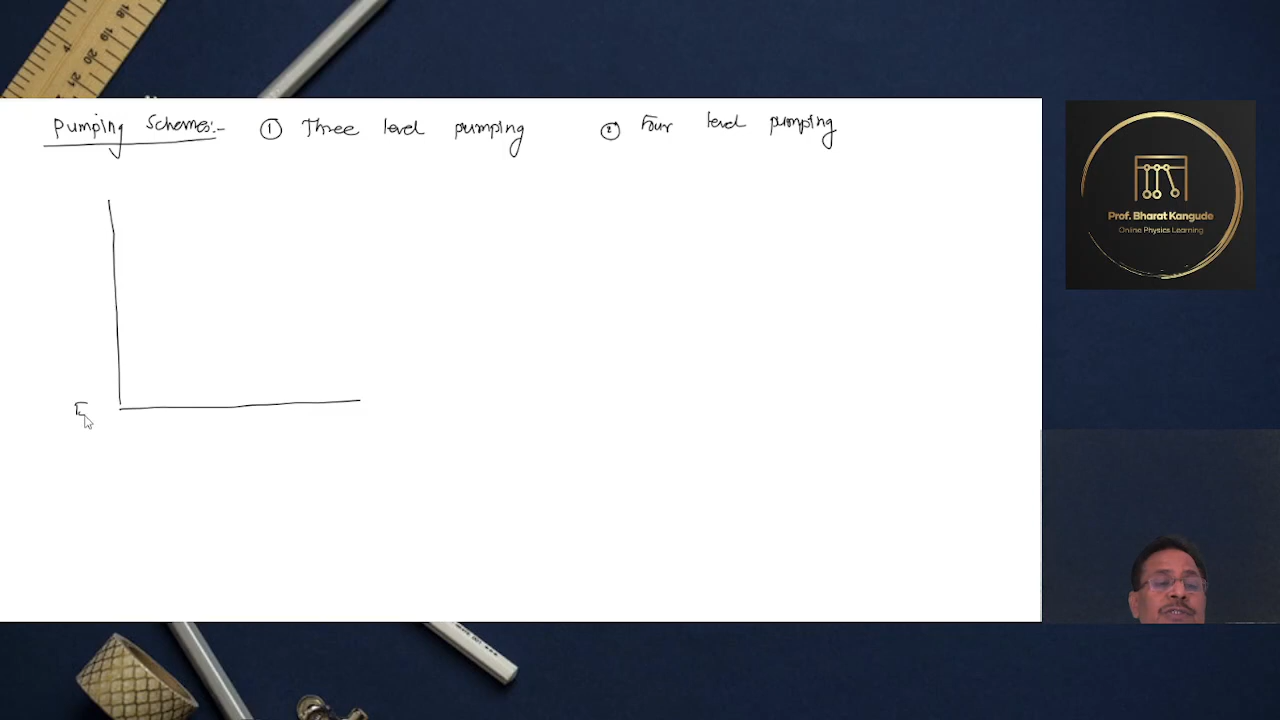 Pumping Schemes:- ① Three level pumping ② Four level pumping
E
Prof. Bharat Kangude
Online Physics Learning